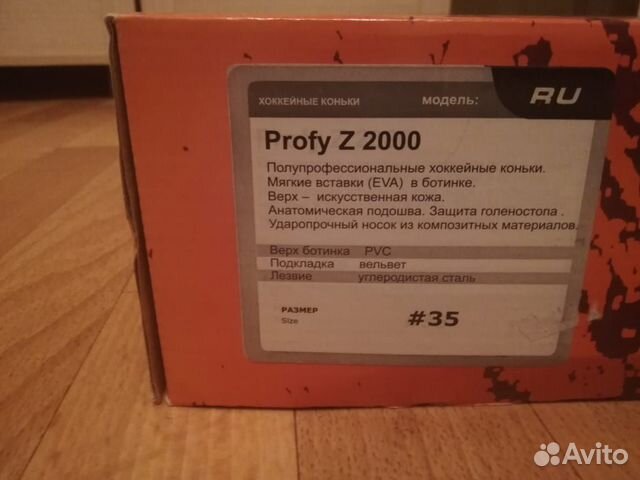 ХОККЕЙНЫЕ КОНЬКИ модель: RU
Profy Z 2000
Полупрофессиональные хоккейные коньки.
Мягкие вставки (EVA) в ботинке.
Верх – искусственная кожа.
Анатомическая подошва. Защита голеностопа .
Ударопрочный носок из композитных материалов.
Верх ботинка PVC
Подкладка вельвет
Лезвие углеродистая сталь
РАЗМЕР
Size
#35
Avito